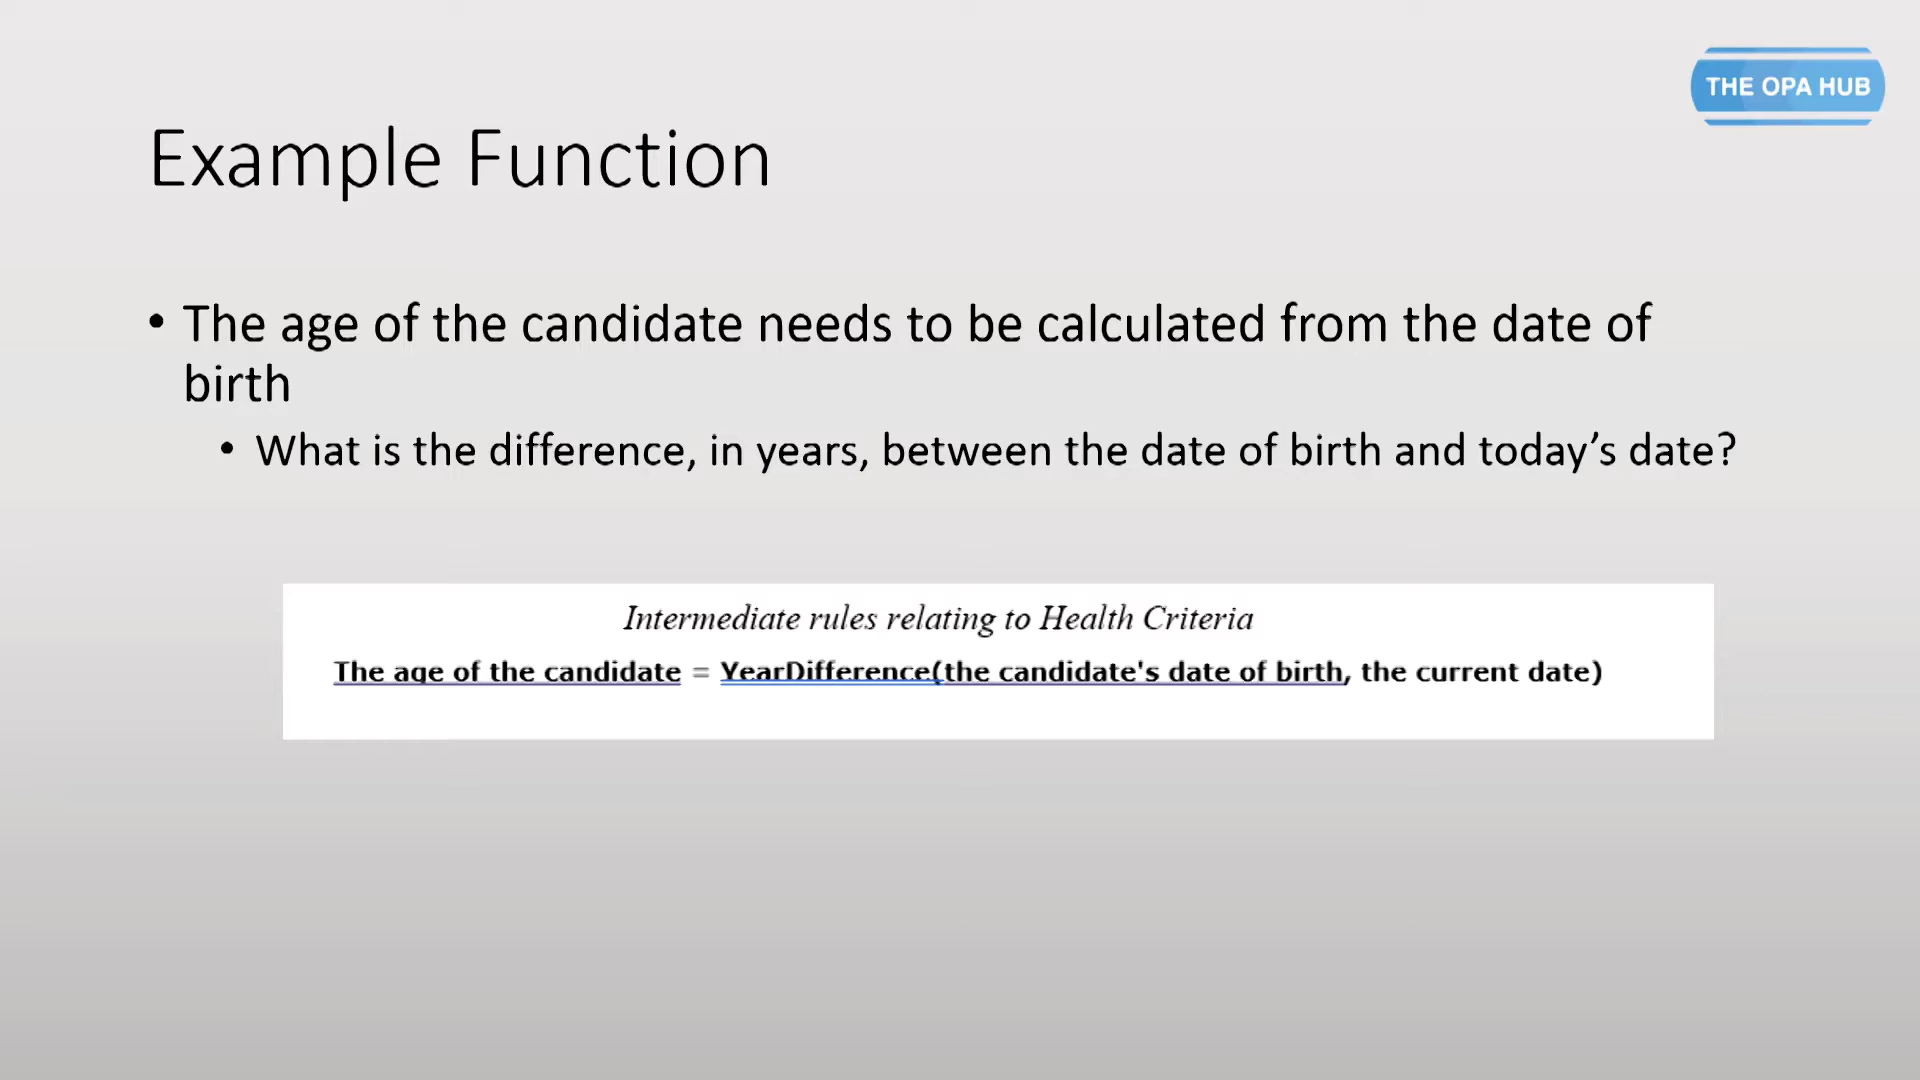 THE OPA HUB
Example Function
• The age of the candidate needs to be calculated from the date of
birth
• What is the difference, in years, between the date of birth and today’s date?
Intermediate rules relating to Health Criteria
The age of the candidate = YearDifference(the candidate's date of birth, the current date)